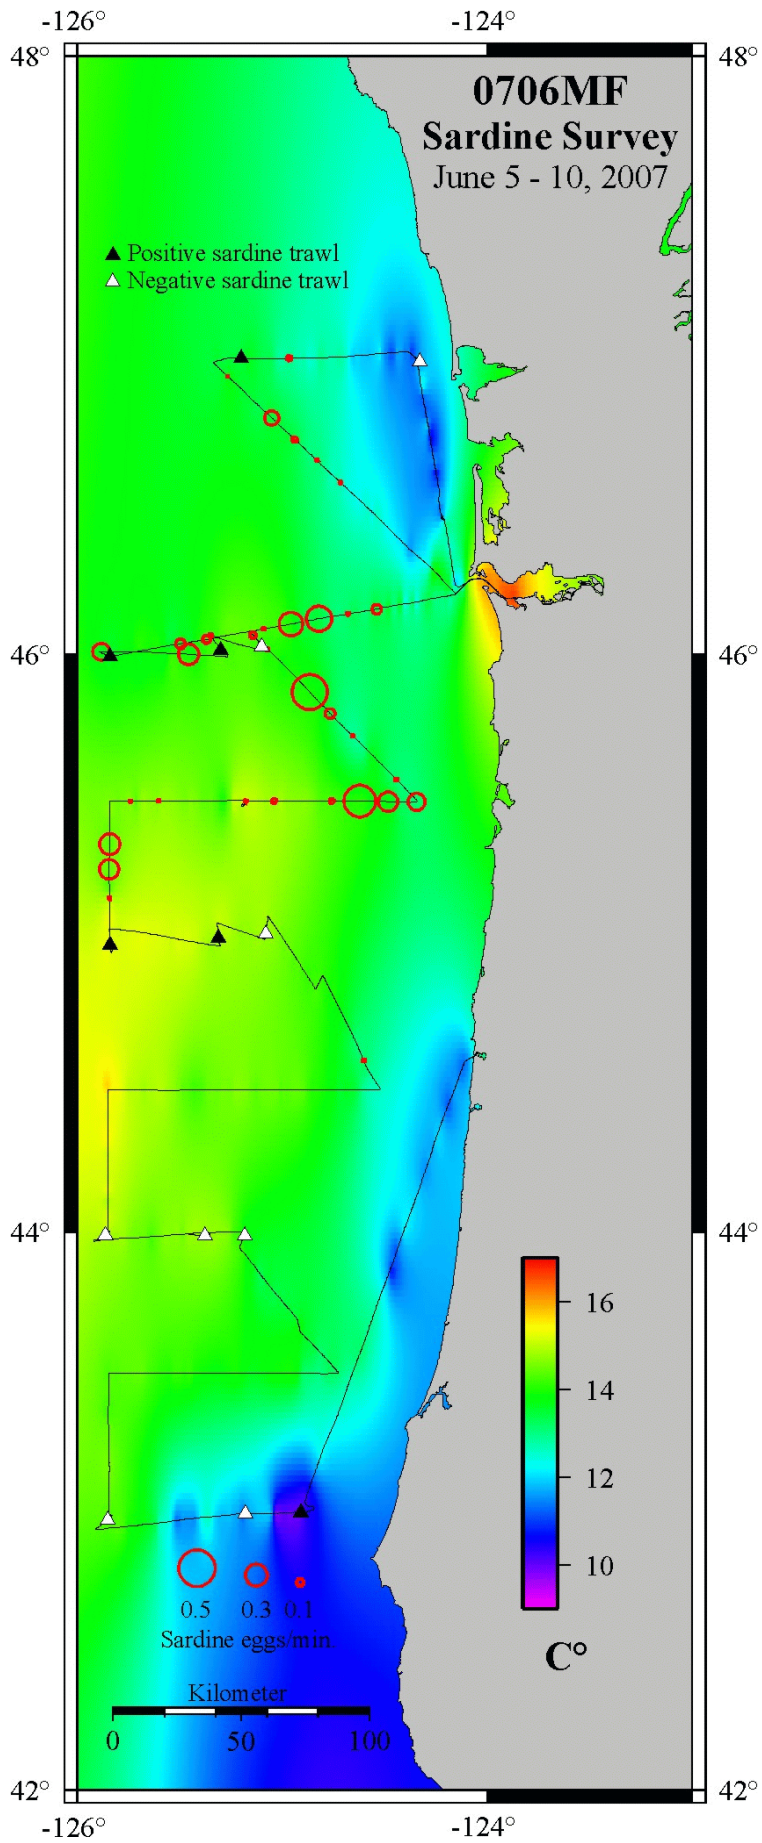 -126°
-124°
48°
48°
0706MF
Sardine Survey
June 5 - 10, 2007
Positive sardine trawl
Negative sardine trawl
46°
46°
44°
44°
16
14
12
10
C°
0.5
0.3
0.1
Sardine eggs/min.
Kilometer
0
50
100
42°
42°
-126°
-124°